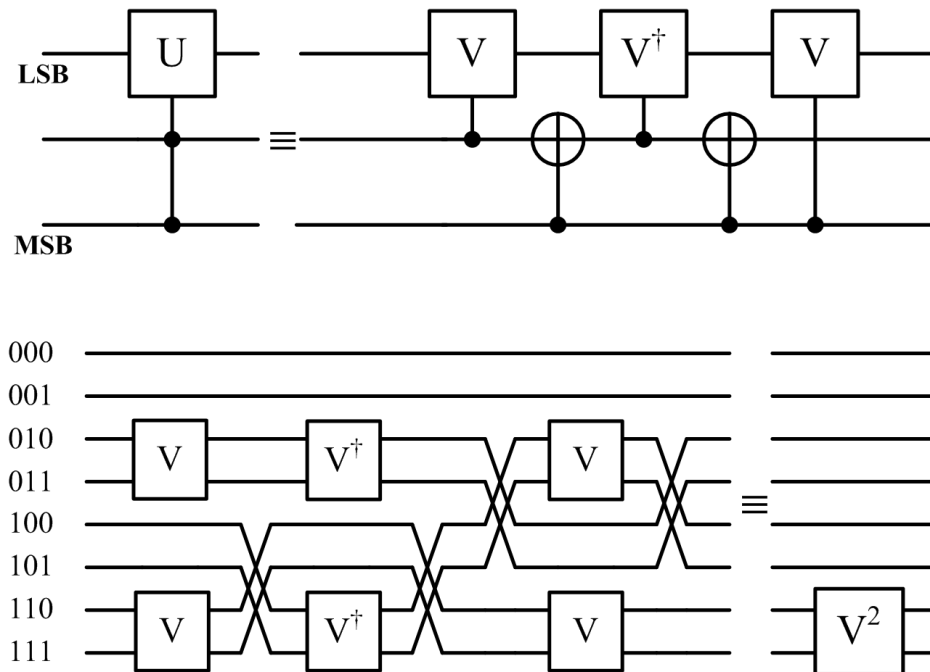 U V V† V
LSB
≡
MSB
000
001
010 V V† V
011
≡
100
101
110 V V† V V²
111